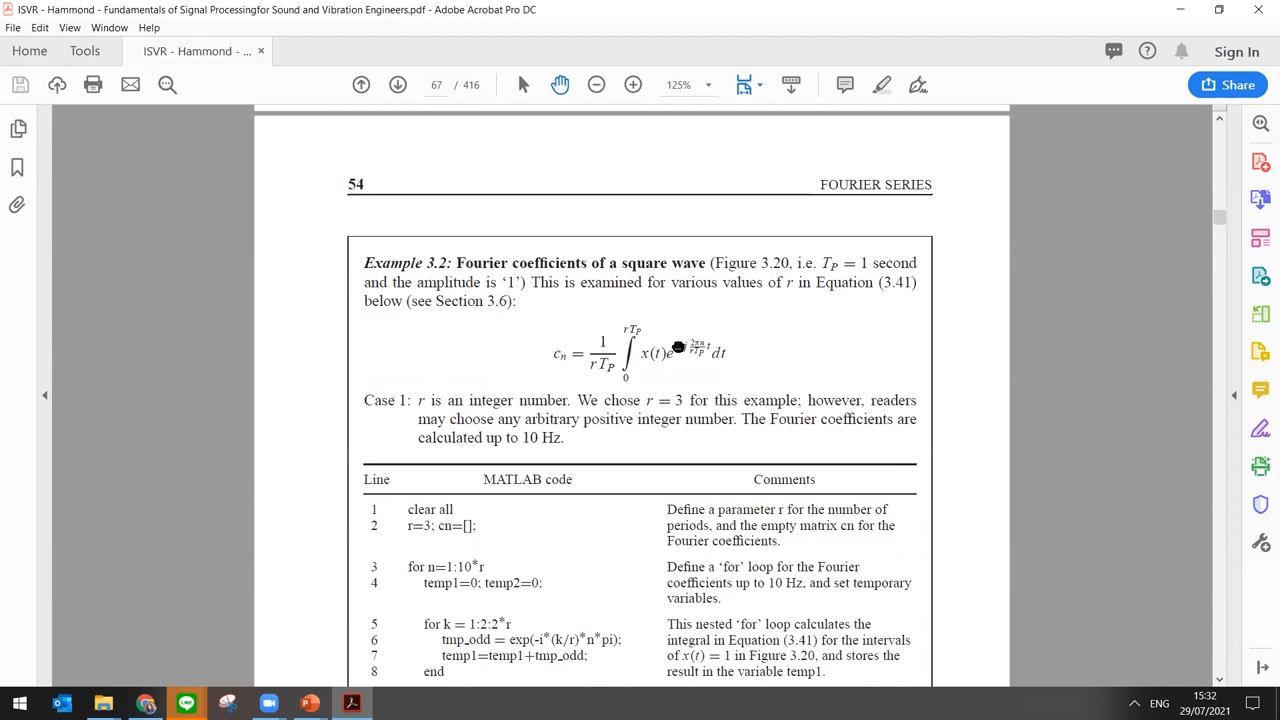 ISVR - Hammond - Fundamentals of Signal Processingfor Sound and Vibration Engineers.pdf - Adobe Acrobat Pro DC
File Edit View Window Help
Home Tools ISVR - Hammond - ... × Sign In
67 / 416 125% Share
54 FOURIER SERIES
Example 3.2: Fourier coefficients of a square wave (Figure 3.20, i.e. T_P = 1 second
and the amplitude is ‘1’) This is examined for various values of r in Equation (3.41)
below (see Section 3.6):
c_n = \frac{1}{rT_P} \int_0^{rT_P} x(t)e^{j\frac{2πn}{rT_P}t} dt
Case 1: r is an integer number. We chose r = 3 for this example; however, readers
may choose any arbitrary positive integer number. The Fourier coefficients are
calculated up to 10 Hz.
Line MATLAB code Comments
1 clear all Define a parameter r for the number of
2 r=3; cn=[]; periods, and the empty matrix cn for the
Fourier coefficients.
3 for n=1:10*r Define a ‘for’ loop for the Fourier
4 temp1=0; temp2=0; coefficients up to 10 Hz, and set temporary
variables.
5 for k = 1:2:2*r This nested ‘for’ loop calculates the
6 tmp_odd = exp(-i*(k/r)*n*pi); integral in Equation (3.41) for the intervals
7 temp1=temp1+tmp_odd; of x(t) = 1 in Figure 3.20, and stores the
8 end result in the variable temp1.
ENG 15:32
29/07/2021